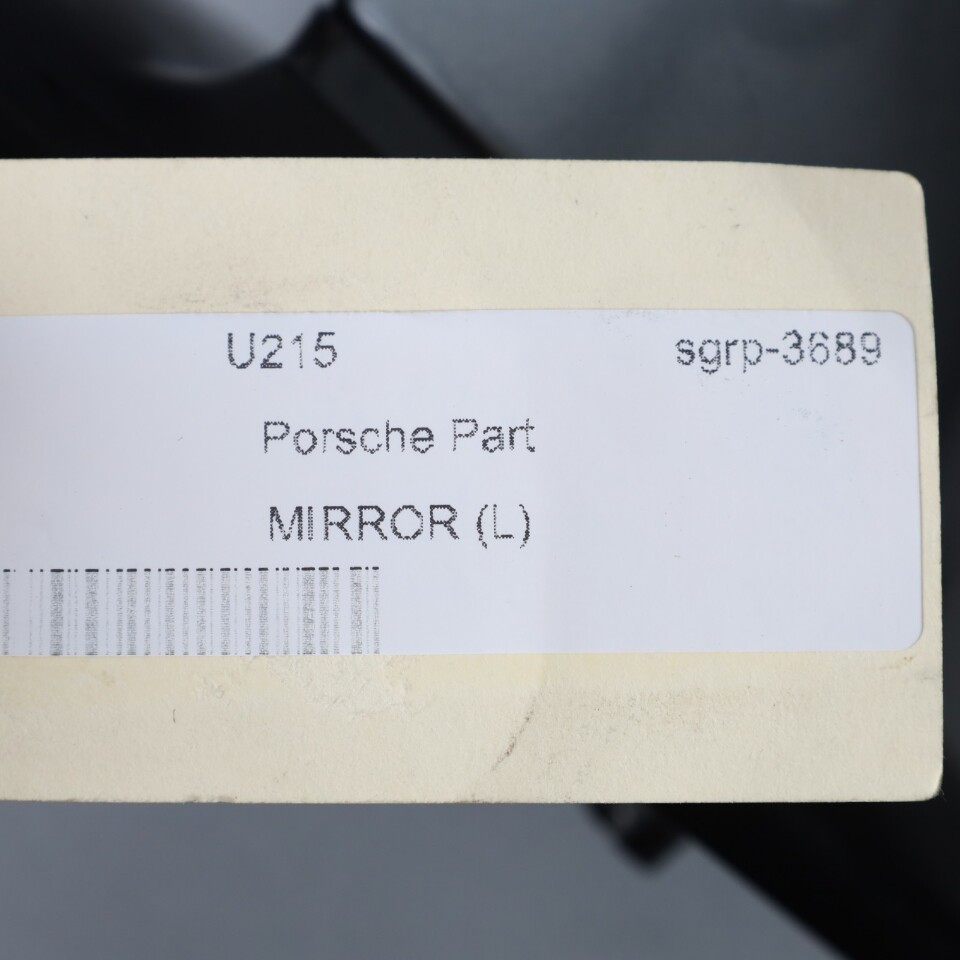 U215 sgrp-3689
Porsche Part
MIRROR (L)